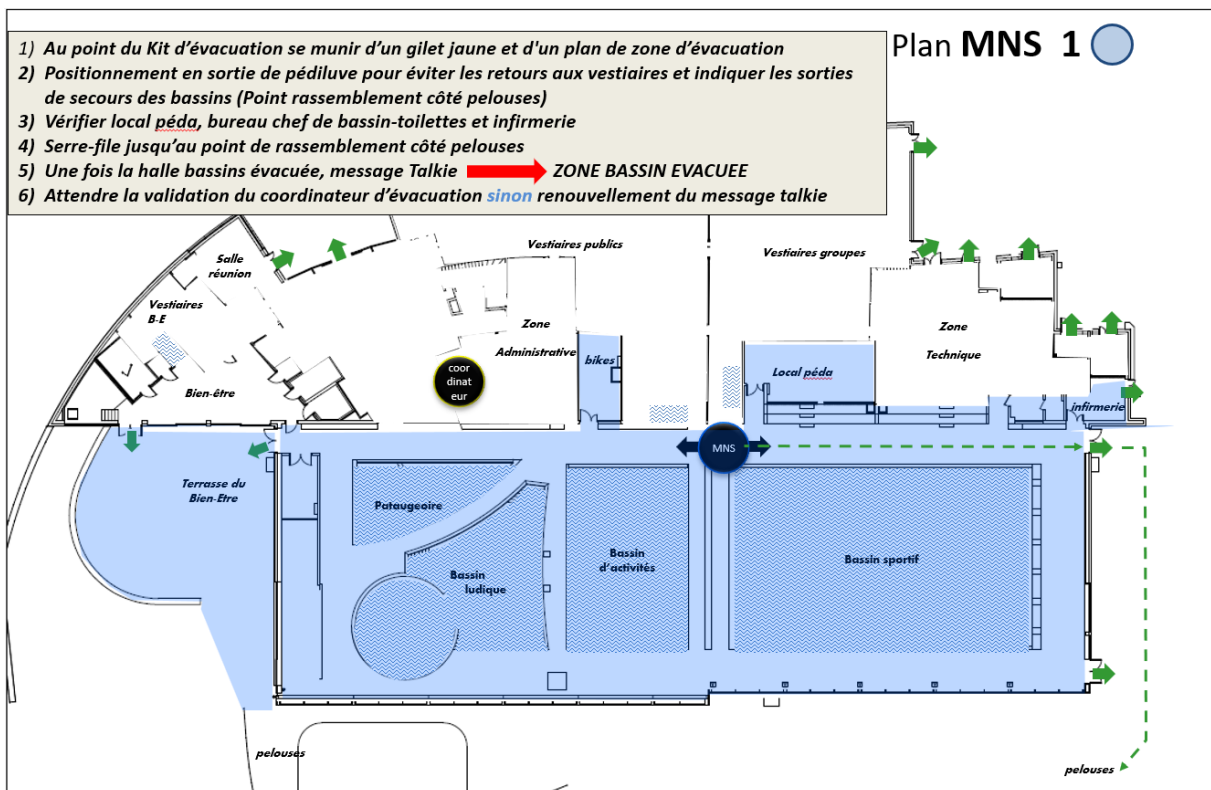 1) Au point du Kit d’évacuation se munir d’un gilet jaune et d'un plan de zone d’évacuation
2) Positionnement en sortie de pédiluve pour éviter les retours aux vestiaires et indiquer les sorties
de secours des bassins (Point rassemblement côté pelouses)
3) Vérifier local péda, bureau chef de bassin-toilettes et infirmerie
4) Serre-file jusqu’au point de rassemblement côté pelouses
5) Une fois la halle bassins évacuée, message Talkie ZONE BASSIN EVACUEE
6) Attendre la validation du coordinateur d’évacuation sinon renouvellement du message talkie
Plan MNS 1
Salle
réunion
Vestiaires publics
Vestiaires groupes
Vestiaires
B-E
Zone
Administrative
bikes
Zone
Technique
coor
dinat
eur
Local péda
Bien-être
infirmerie
MNS
Terrasse du
Bien-Etre
Pataugeoire
Bassin
ludique
Bassin
d’activités
Bassin sportif
pelouses
pelouses